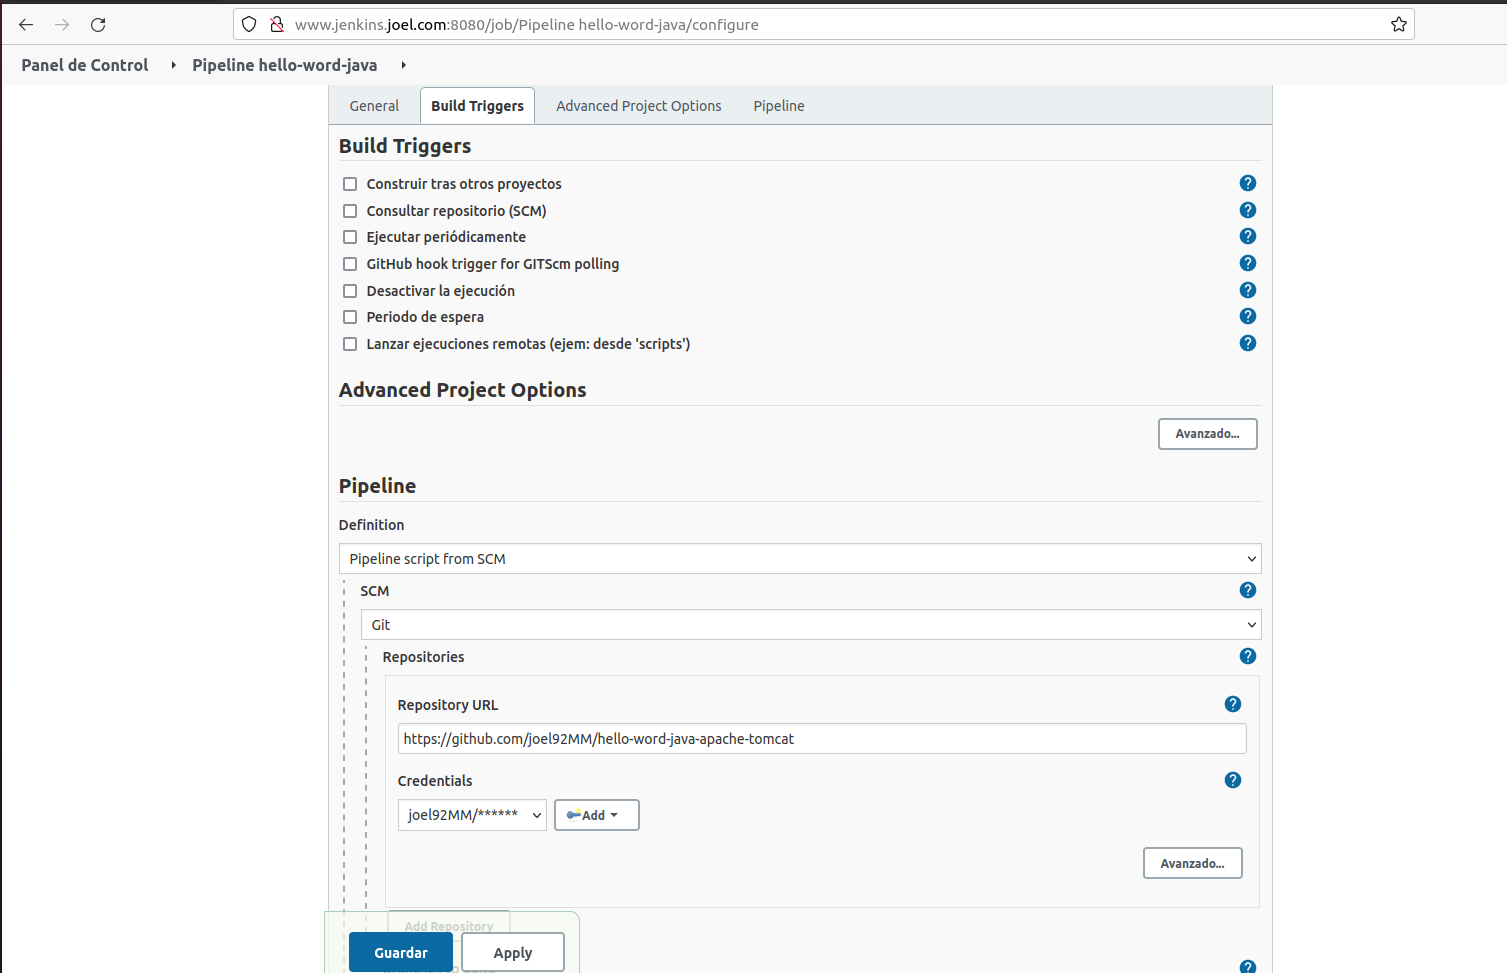 www.jenkins.joel.com:8080/job/Pipeline hello-word-java/configure
Panel de Control Pipeline hello-word-java
General Build Triggers Advanced Project Options Pipeline
Build Triggers
Construir tras otros proyectos ?
Consultar repositorio (SCM) ?
Ejecutar periódicamente ?
GitHub hook trigger for GITScm polling ?
Desactivar la ejecución ?
Periodo de espera ?
Lanzar ejecuciones remotas (ejem: desde 'scripts') ?
Advanced Project Options
Avanzado...
Pipeline
Definition
Pipeline script from SCM
SCM ?
Git
Repositories ?
Repository URL ?
https://github.com/joel92MM/hello-word-java-apache-tomcat
Credentials ?
joel92MM/****** Add
Avanzado...
Add Repository
Guardar Apply
?